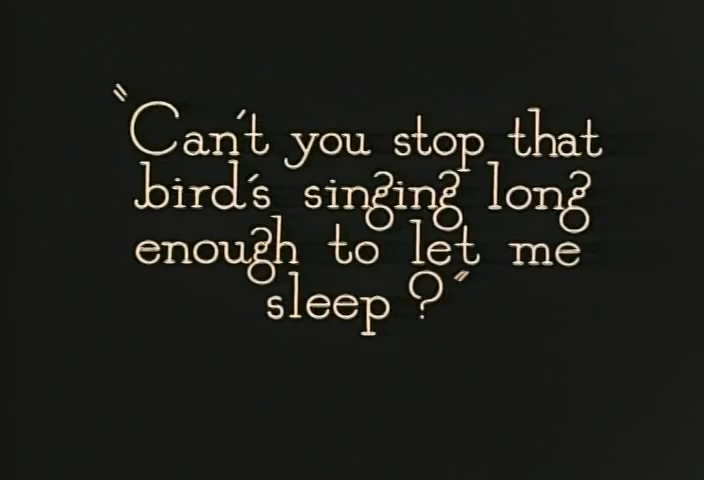 "Can't you stop that
bird's singing long
enough to let me
sleep?"